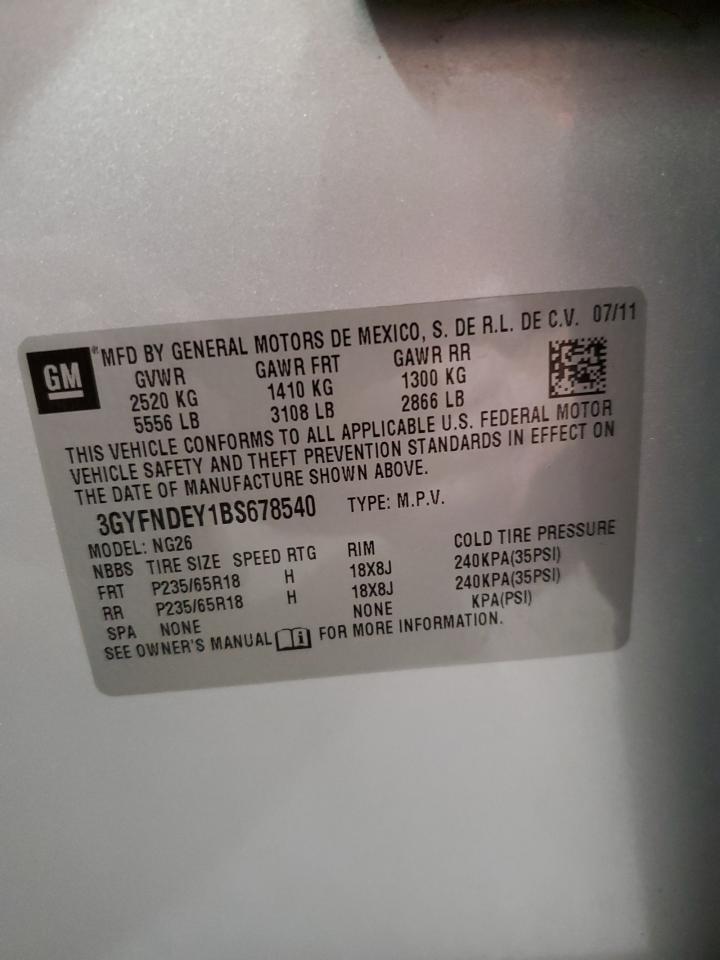 GM
*MFD BY GENERAL MOTORS DE MEXICO, S. DE R.L. DE C.V. 07/11
GVWR GAWR FRT GAWR RR
2520 KG 1410 KG 1300 KG
5556 LB 3108 LB 2866 LB
THIS VEHICLE CONFORMS TO ALL APPLICABLE U.S. FEDERAL MOTOR
VEHICLE SAFETY AND THEFT PREVENTION STANDARDS IN EFFECT ON
THE DATE OF MANUFACTURE SHOWN ABOVE.
3GYFNDEY1BS678540 TYPE: M.P.V.
MODEL: NG26
NBBS TIRE SIZE SPEED RTG RIM COLD TIRE PRESSURE
FRT P235/65R18 H 18X8J 240KPA(35PSI)
RR P235/65R18 H 18X8J 240KPA(35PSI)
SPA NONE NONE KPA(PSI)
SEE OWNER'S MANUAL i FOR MORE INFORMATION.